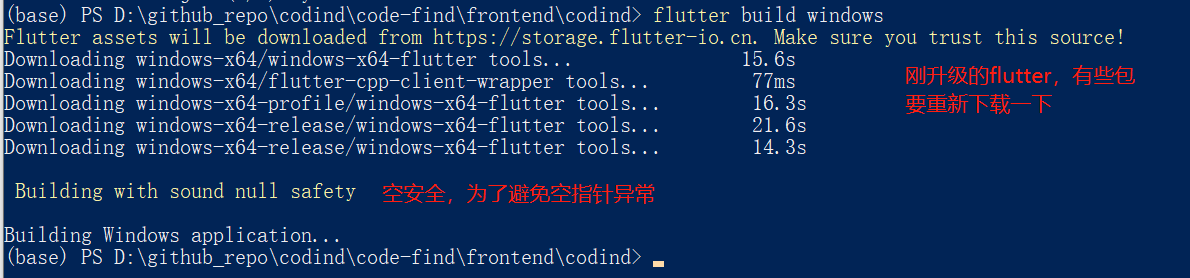 (base) PS D:\github_repo\codind\code-find\frontend\codind> flutter build windows
Flutter assets will be downloaded from https://storage.flutter-io.cn. Make sure you trust this source!
Downloading windows-x64/windows-x64-flutter tools... 15.6s
Downloading windows-x64/flutter-cpp-client-wrapper tools... 77ms
Downloading windows-x64-profile/windows-x64-flutter tools... 16.3s
Downloading windows-x64-release/windows-x64-flutter tools... 21.6s
Downloading windows-x64-release/windows-x64-flutter tools... 14.3s
刚升级的flutter，有些包
要重新下载一下
Building with sound null safety 空安全，为了避免空指针异常
Building Windows application...
(base) PS D:\github_repo\codind\code-find\frontend\codind>